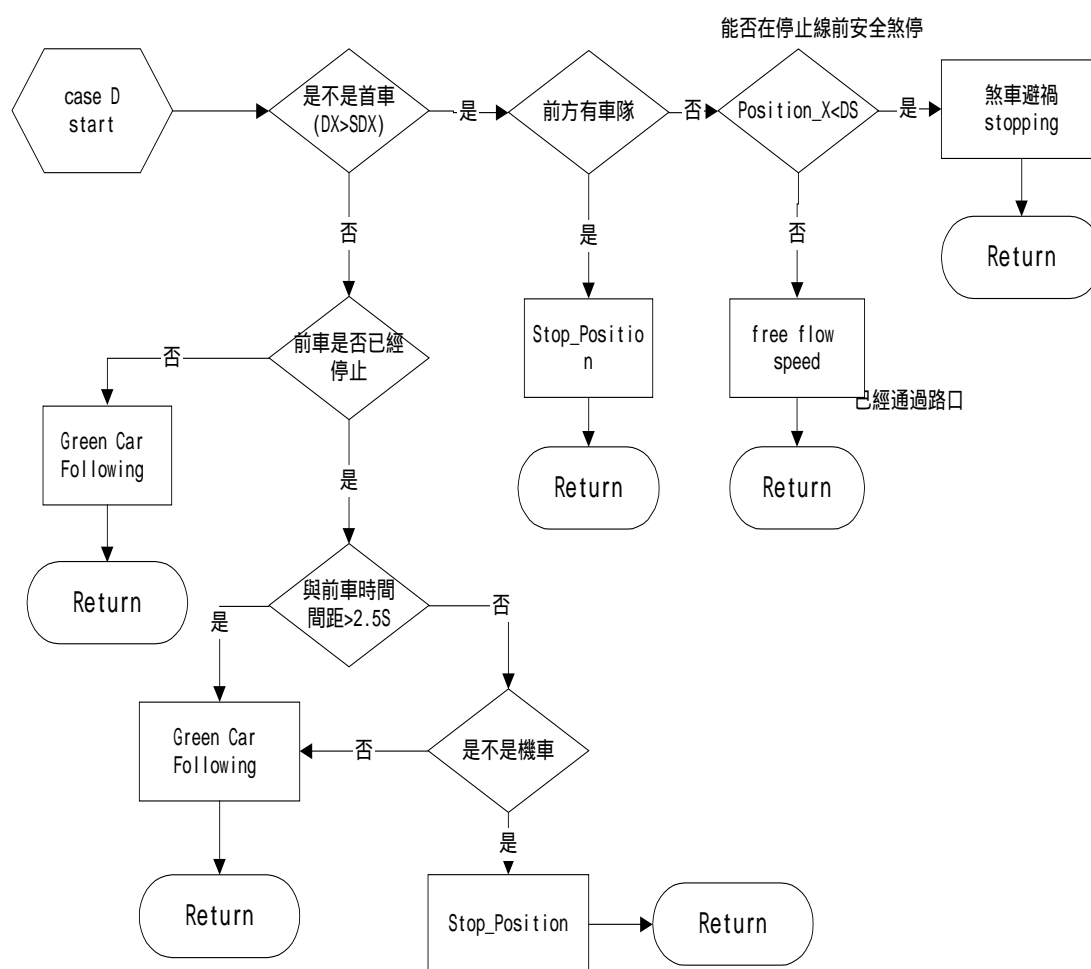 能否在停止線前安全煞停
case D
start
是不是首車
(DX>SDX)
是
前方有車隊
否
Position_X<DS
是
煞車避禍
stopping
否
是
否
Return
前車是否已經
停止
否
Stop_Positio
n
free flow
speed
已經通過路口
Green Car
Following
是
Return
Return
與前車時間
間距>2.5S
否
是
Return
Green Car
Following
否
是不是機車
是
Return
Stop_Position
Return